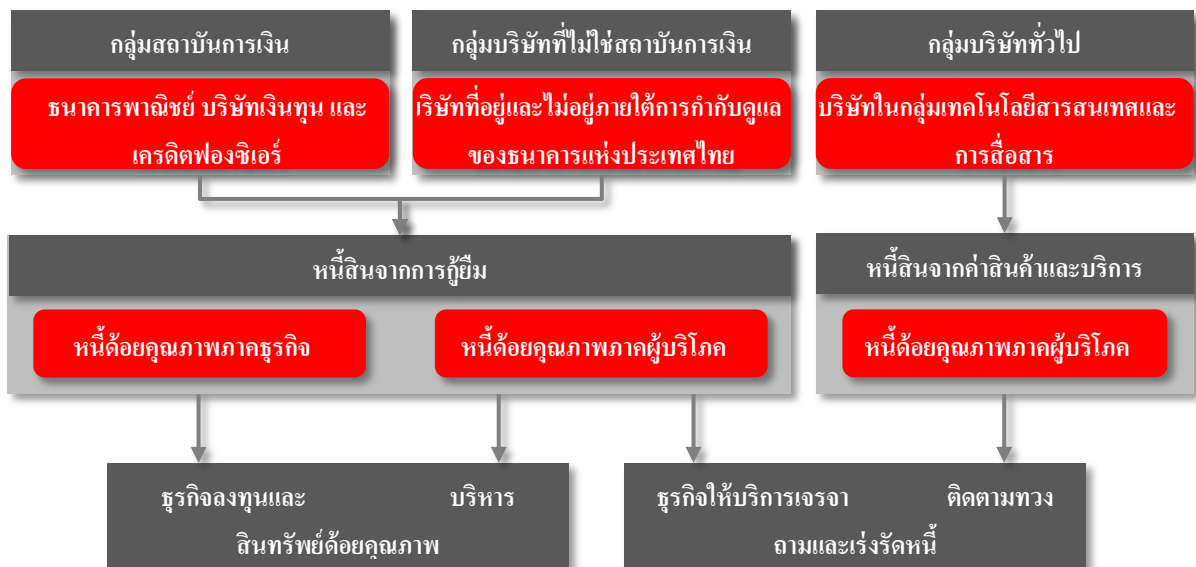 กลุ่มสถาบันการเงิน
ธนาคารพาณิชย์ บริษัทเงินทุน และ
เครดิตฟองซิเอร์
กลุ่มบริษัทที่ไม่ใช่สถาบันการเงิน
บริษัทที่อยู่และไม่อยู่ภายใต้การกำกับดูแล
ของธนาคารแห่งประเทศไทย
กลุ่มบริษัททั่วไป
บริษัทในกลุ่มเทคโนโลยีสารสนเทศและ
การสื่อสาร
หนี้สินจากการกู้ยืม
หนี้ด้อยคุณภาพภาคธุรกิจ
หนี้ด้อยคุณภาพภาคผู้บริโภค
หนี้สินจากค่าสินค้าและบริการ
หนี้ด้อยคุณภาพภาคผู้บริโภค
ธุรกิจลงทุนและ บริหาร
สินทรัพย์ด้อยคุณภาพ
ธุรกิจให้บริการเจรจา ติดตามทวง
ถามและเร่งรัดหนี้